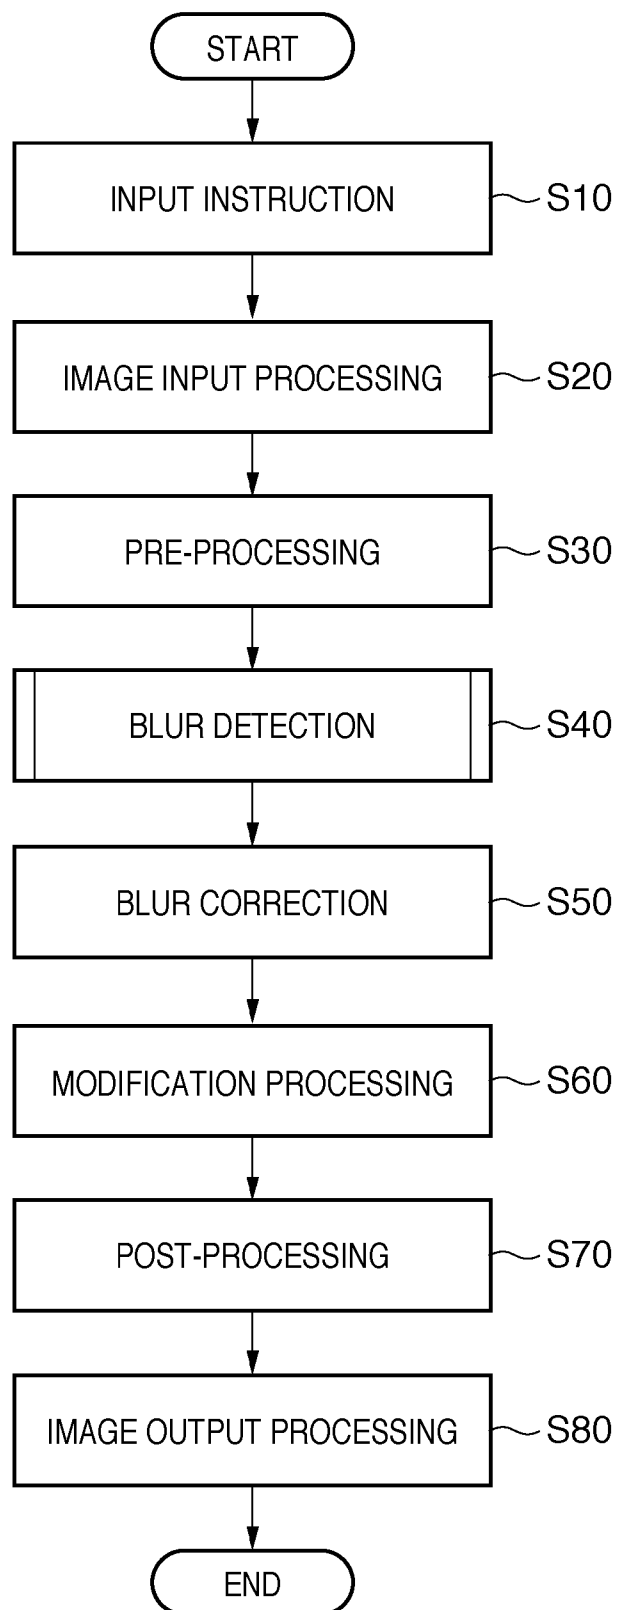 START
INPUT INSTRUCTION S10
IMAGE INPUT PROCESSING S20
PRE-PROCESSING S30
BLUR DETECTION S40
BLUR CORRECTION S50
MODIFICATION PROCESSING S60
POST-PROCESSING S70
IMAGE OUTPUT PROCESSING S80
END